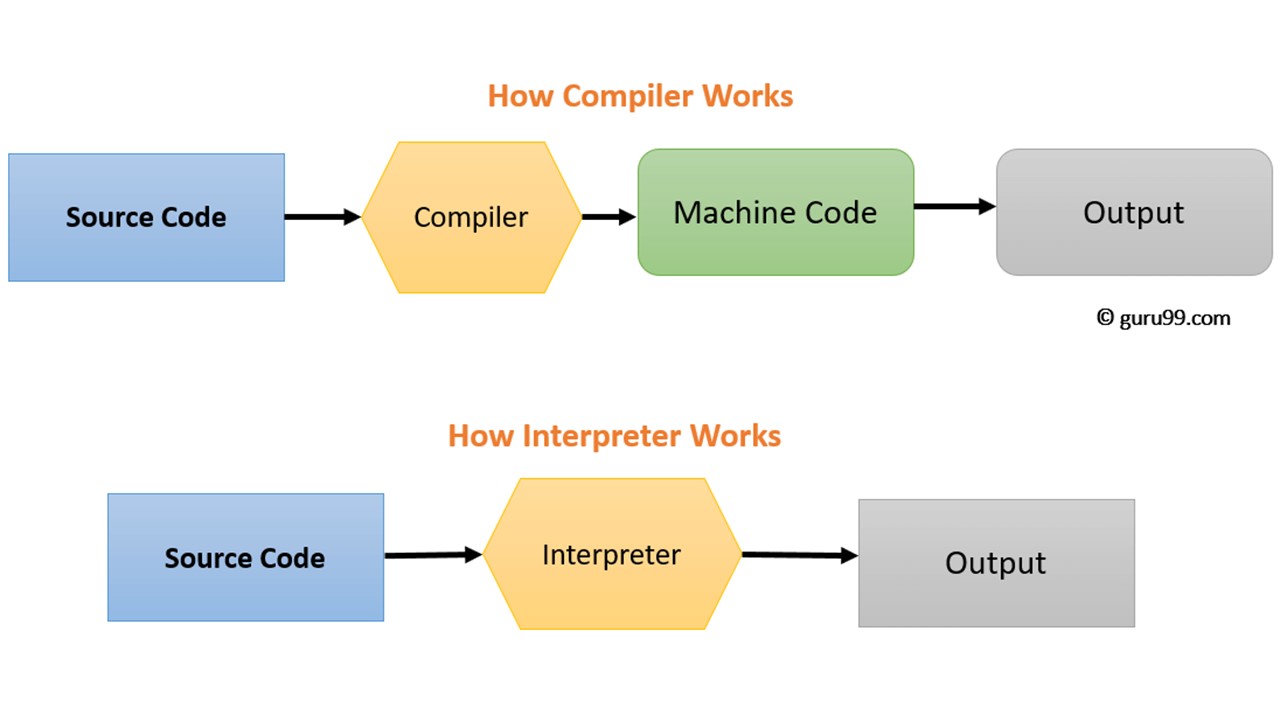 How Compiler Works
Source Code
Compiler
Machine Code
Output
© guru99.com
How Interpreter Works
Source Code
Interpreter
Output